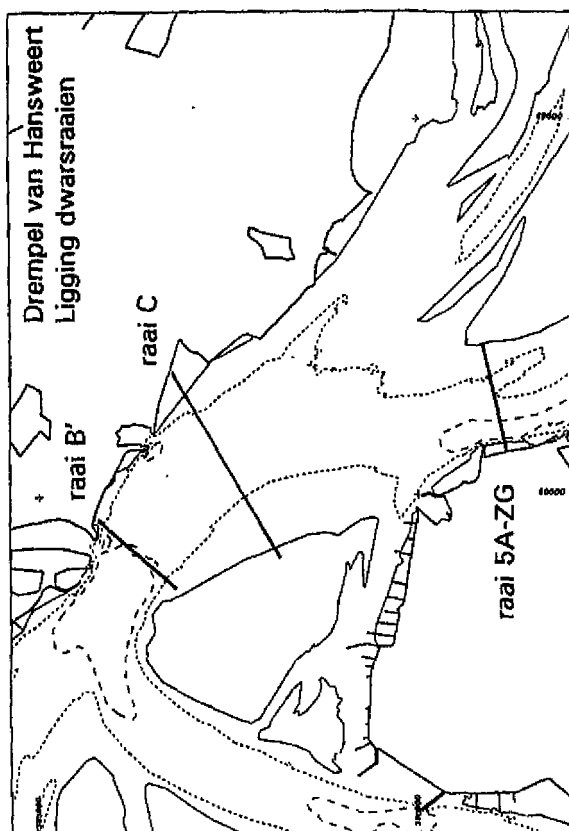 Drempel van Hansweert
Ligging dwarsraaien
raai B'
raai C
raai 5A-ZG